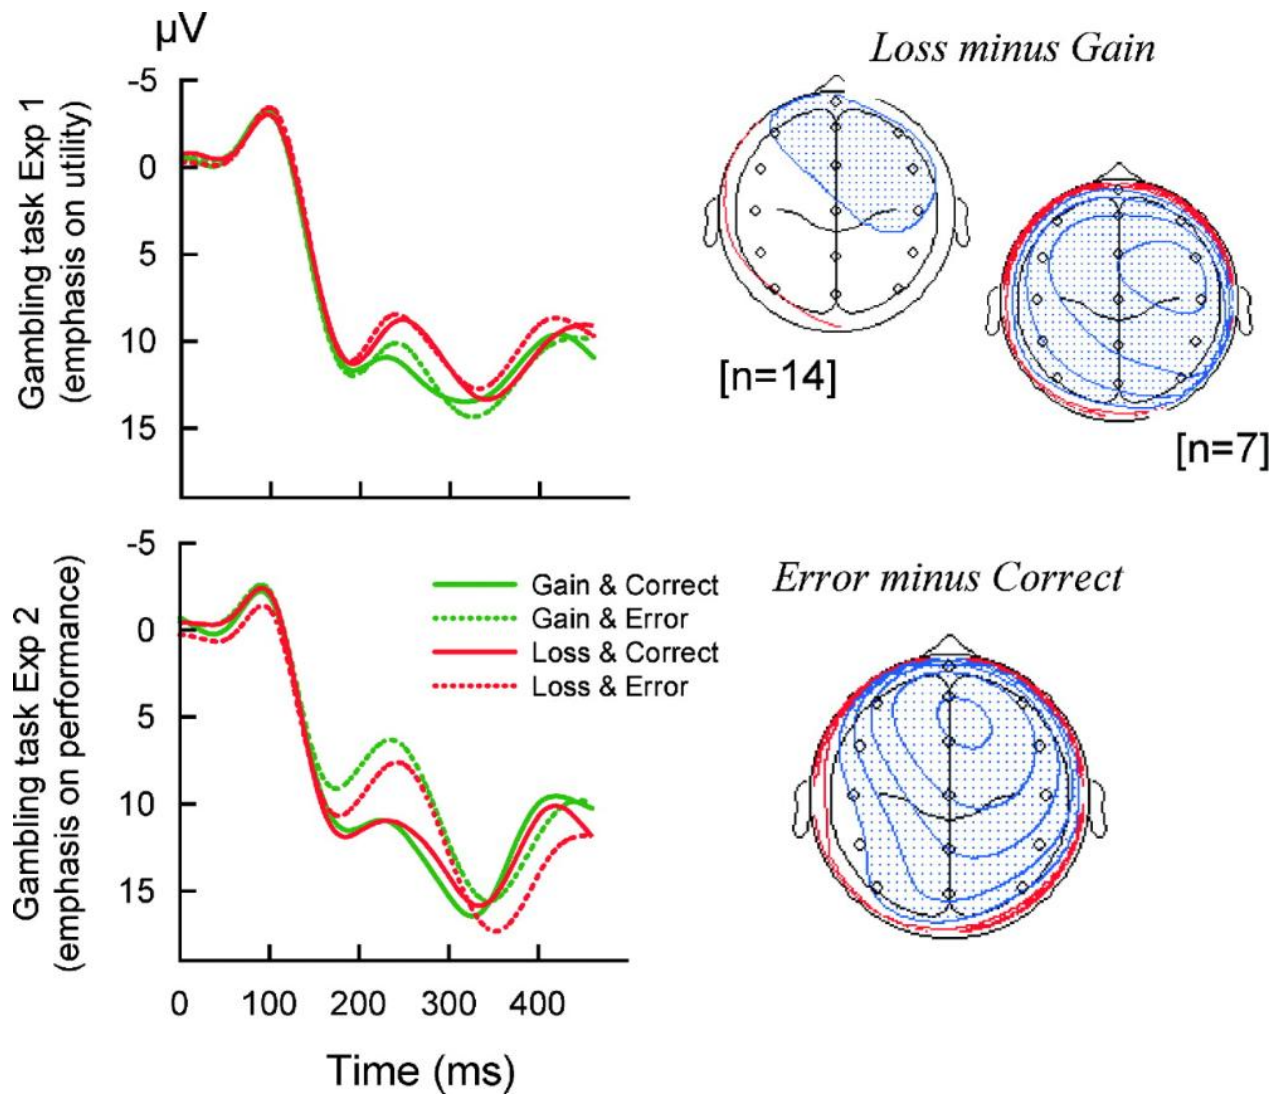 µV
Loss minus Gain
Gambling task Exp 1
(emphasis on utility)
-5
0
5
10
15
[n=14]
[n=7]
Gambling task Exp 2
(emphasis on performance)
-5
0
5
10
15
Gain & Correct
Gain & Error
Loss & Correct
Loss & Error
Error minus Correct
0 100 200 300 400
Time (ms)